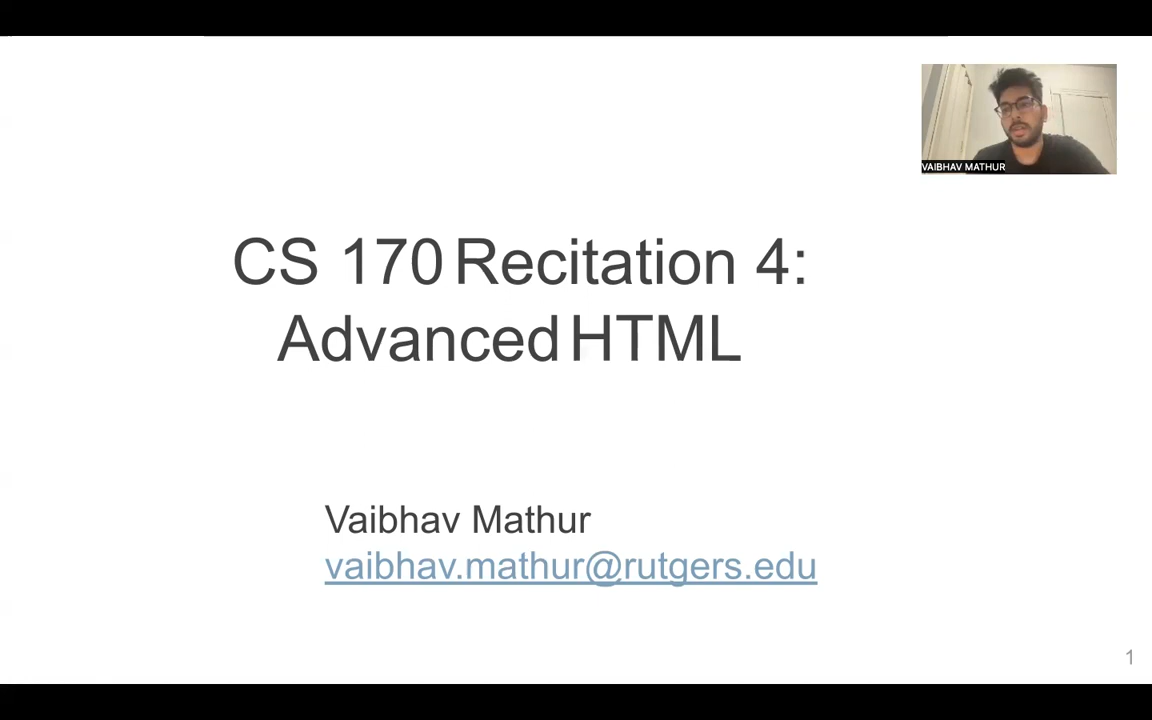 VAIBHAV MATHUR
CS 170 Recitation 4:
Advanced HTML
Vaibhav Mathur
vaibhav.mathur@rutgers.edu
1